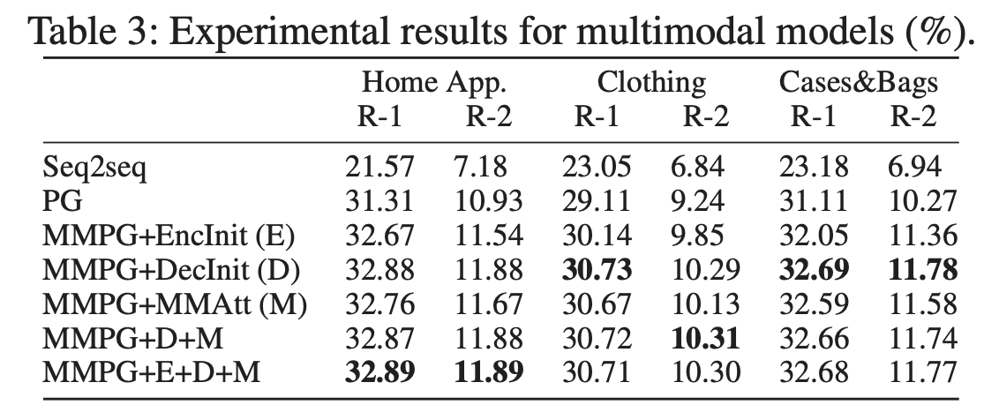 Table 3: Experimental results for multimodal models (%).
Home App. Clothing Cases&Bags
R-1 R-2 R-1 R-2 R-1 R-2
Seq2seq 21.57 7.18 23.05 6.84 23.18 6.94
PG 31.31 10.93 29.11 9.24 31.11 10.27
MMPG+EncInit (E) 32.67 11.54 30.14 9.85 32.05 11.36
MMPG+DecInit (D) 32.88 11.88 30.73 10.29 32.69 11.78
MMPG+MMAtt (M) 32.76 11.67 30.67 10.13 32.59 11.58
MMPG+D+M 32.87 11.88 30.72 10.31 32.66 11.74
MMPG+E+D+M 32.89 11.89 30.71 10.30 32.68 11.77